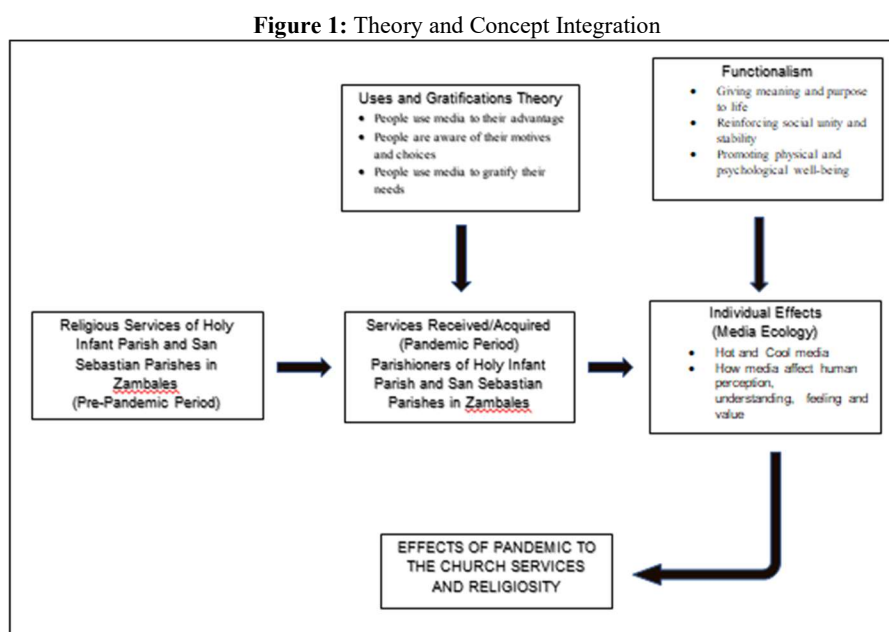 Figure 1: Theory and Concept Integration
Uses and Gratifications Theory
• People use media to their advantage
• People are aware of their motives
and choices
• People use media to gratify their
needs
Functionalism
• Giving meaning and purpose
to life
• Reinforcing social unity and
stability
• Promoting physical and
psychological well-being
Religious Services of Holy
Infant Parish and San
Sebastian Parishes in
Zambales
(Pre-Pandemic Period)
Services Received/Acquired
(Pandemic Period)
Parishioners of Holy Infant
Parish and San Sebastian
Parishes in Zambales
Individual Effects
(Media Ecology)
• Hot and Cool media
• How media affect human
perception,
understanding, feeling and
value
EFFECTS OF PANDEMIC TO
THE CHURCH SERVICES
AND RELIGIOSITY